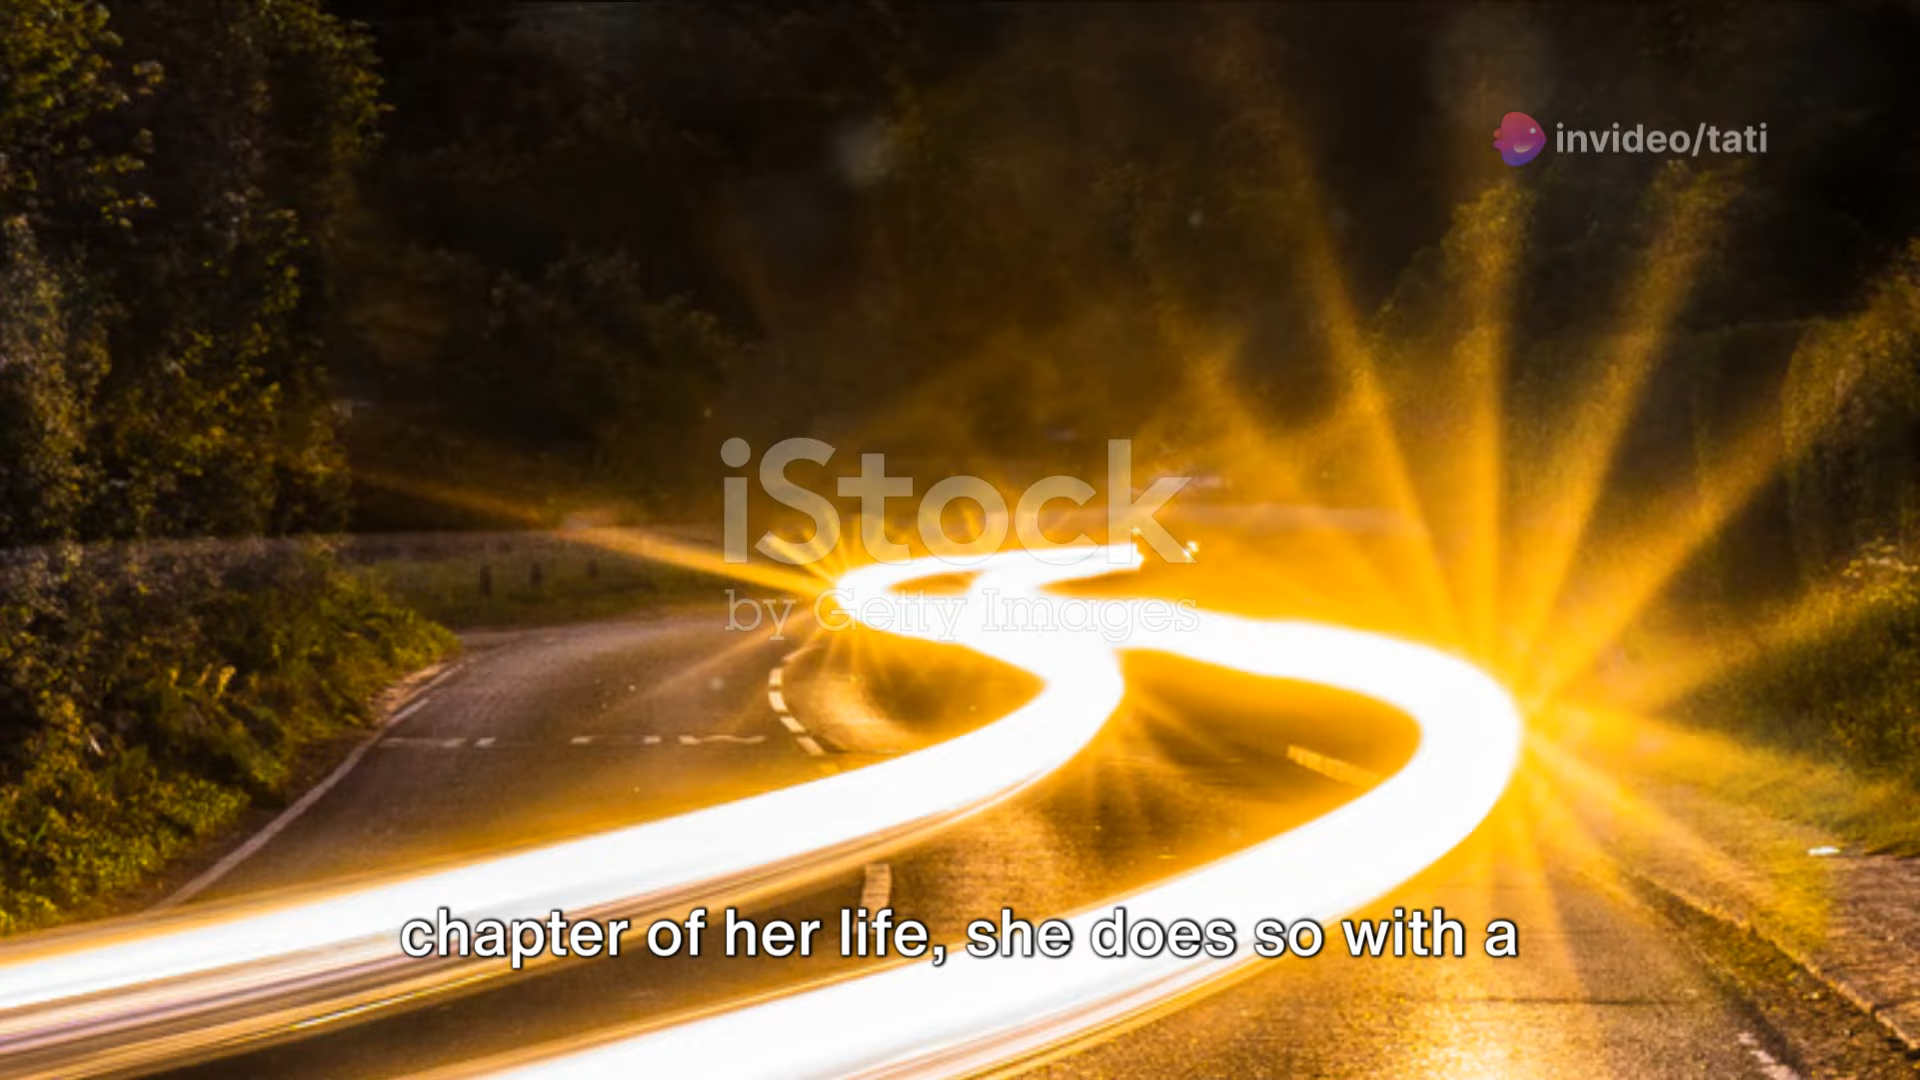 invideo/tati
iStock
by Getty Images
chapter of her life, she does so with a